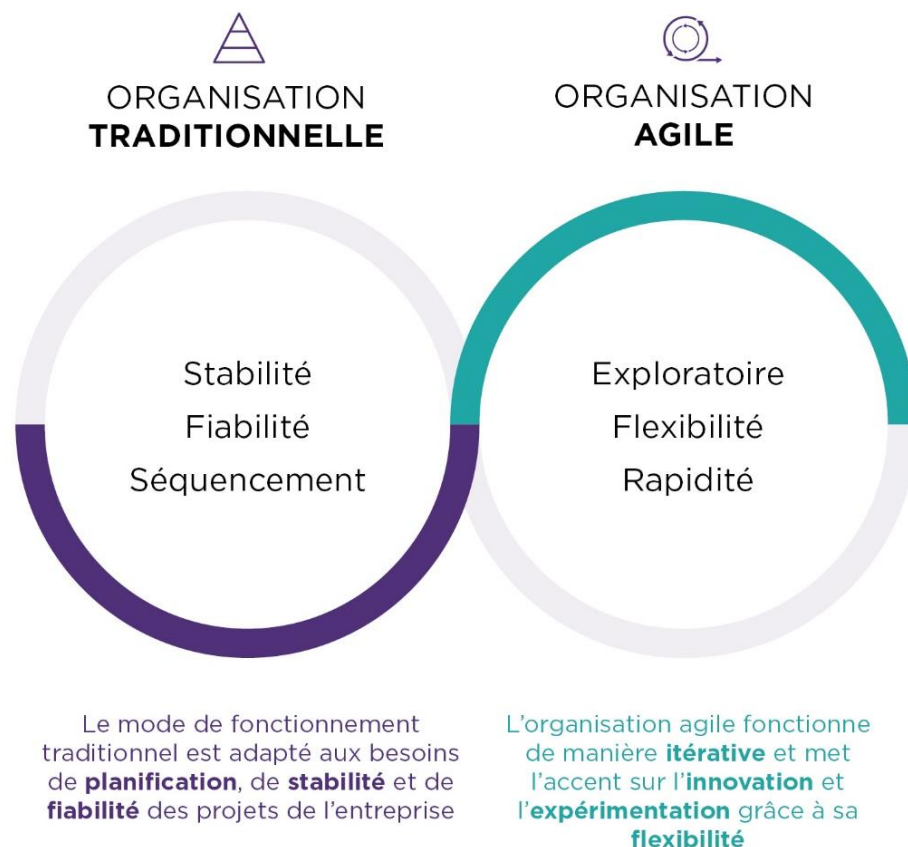 ORGANISATION
TRADITIONNELLE
Stabilité
Fiabilité
Séquencement
Le mode de fonctionnement
traditionnel est adapté aux besoins
de planification, de stabilité et de
fiabilité des projets de l'entreprise
ORGANISATION
AGILE
Exploratoire
Flexibilité
Rapidité
L'organisation agile fonctionne
de manière itérative et met
l'accent sur l'innovation et
l'expérimentation grâce à sa
flexibilité